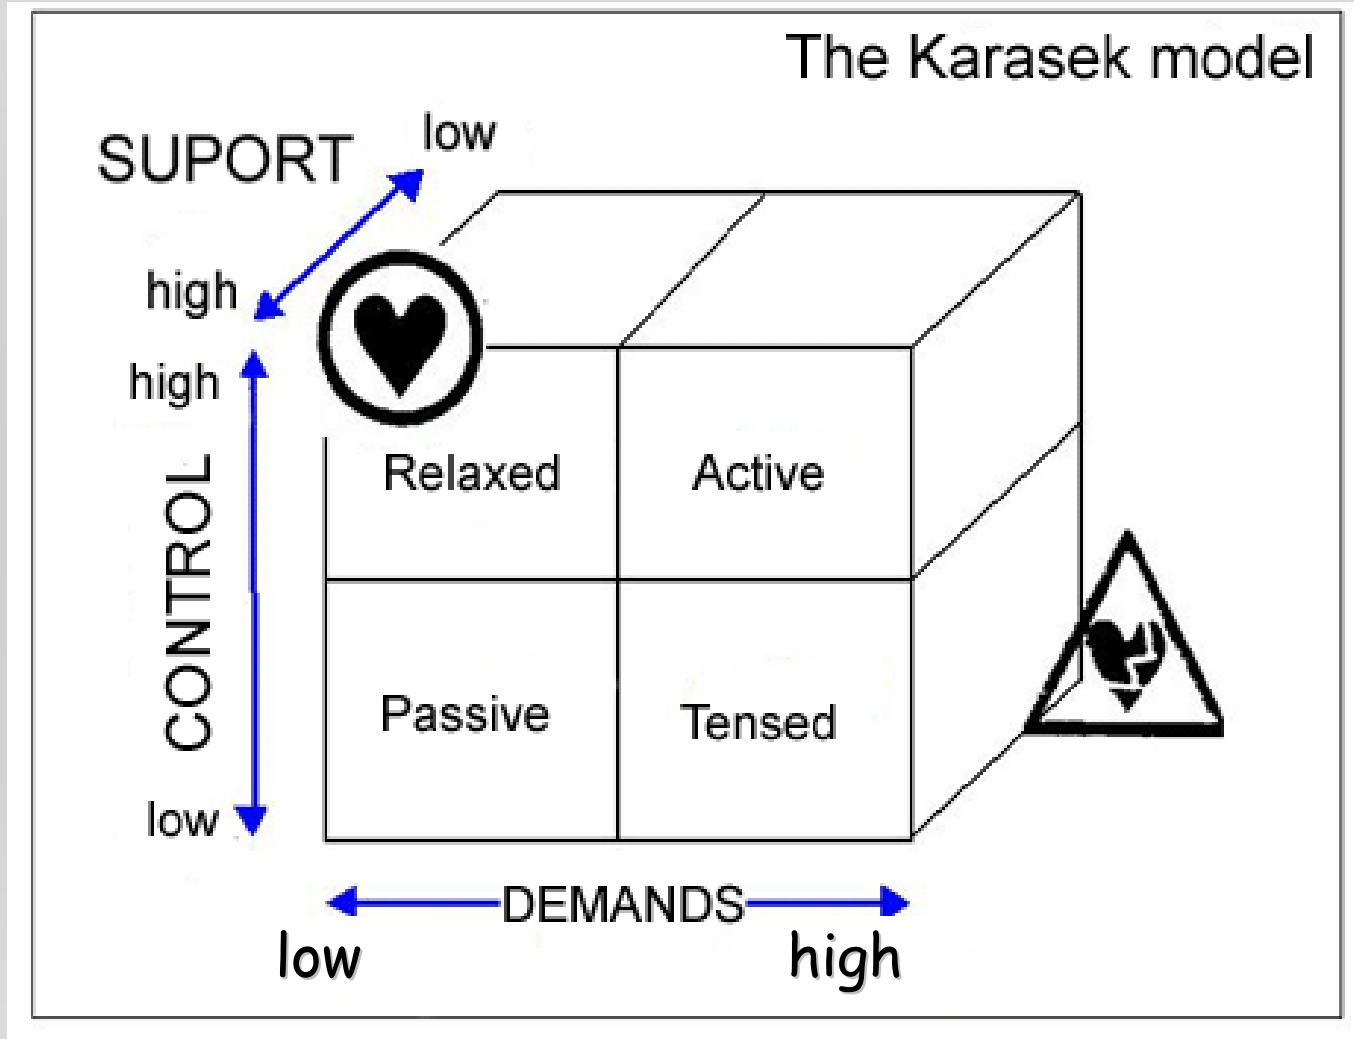 The Karasek model
SUPORT
low
high
high
CONTROL
low
Relaxed
Active
Passive
Tensed
DEMANDS
low
high